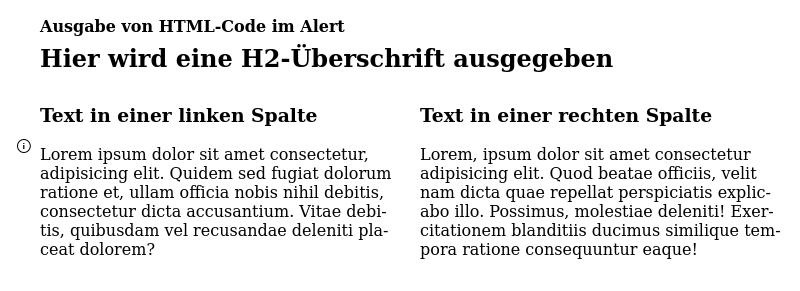 Ausgabe von HTML-Code im Alert
Hier wird eine H2-Überschrift ausgegeben
Text in einer linken Spalte
Lorem ipsum dolor sit amet consectetur,
adipisicing elit. Quidem sed fugiat dolorum
ratione et, ullam officia nobis nihil debitis,
consectetur dicta accusantium. Vitae debi-
tis, quibusdam vel recusandae deleniti pla-
ceat dolorem?
Text in einer rechten Spalte
Lorem, ipsum dolor sit amet consectetur
adipisicing elit. Quod beatae officiis, velit
nam dicta quae repellat perspiciatis explic-
abo illo. Possimus, molestiae deleniti! Exer-
citationem blanditiis ducimus similique tem-
pora ratione consequuntur eaque!